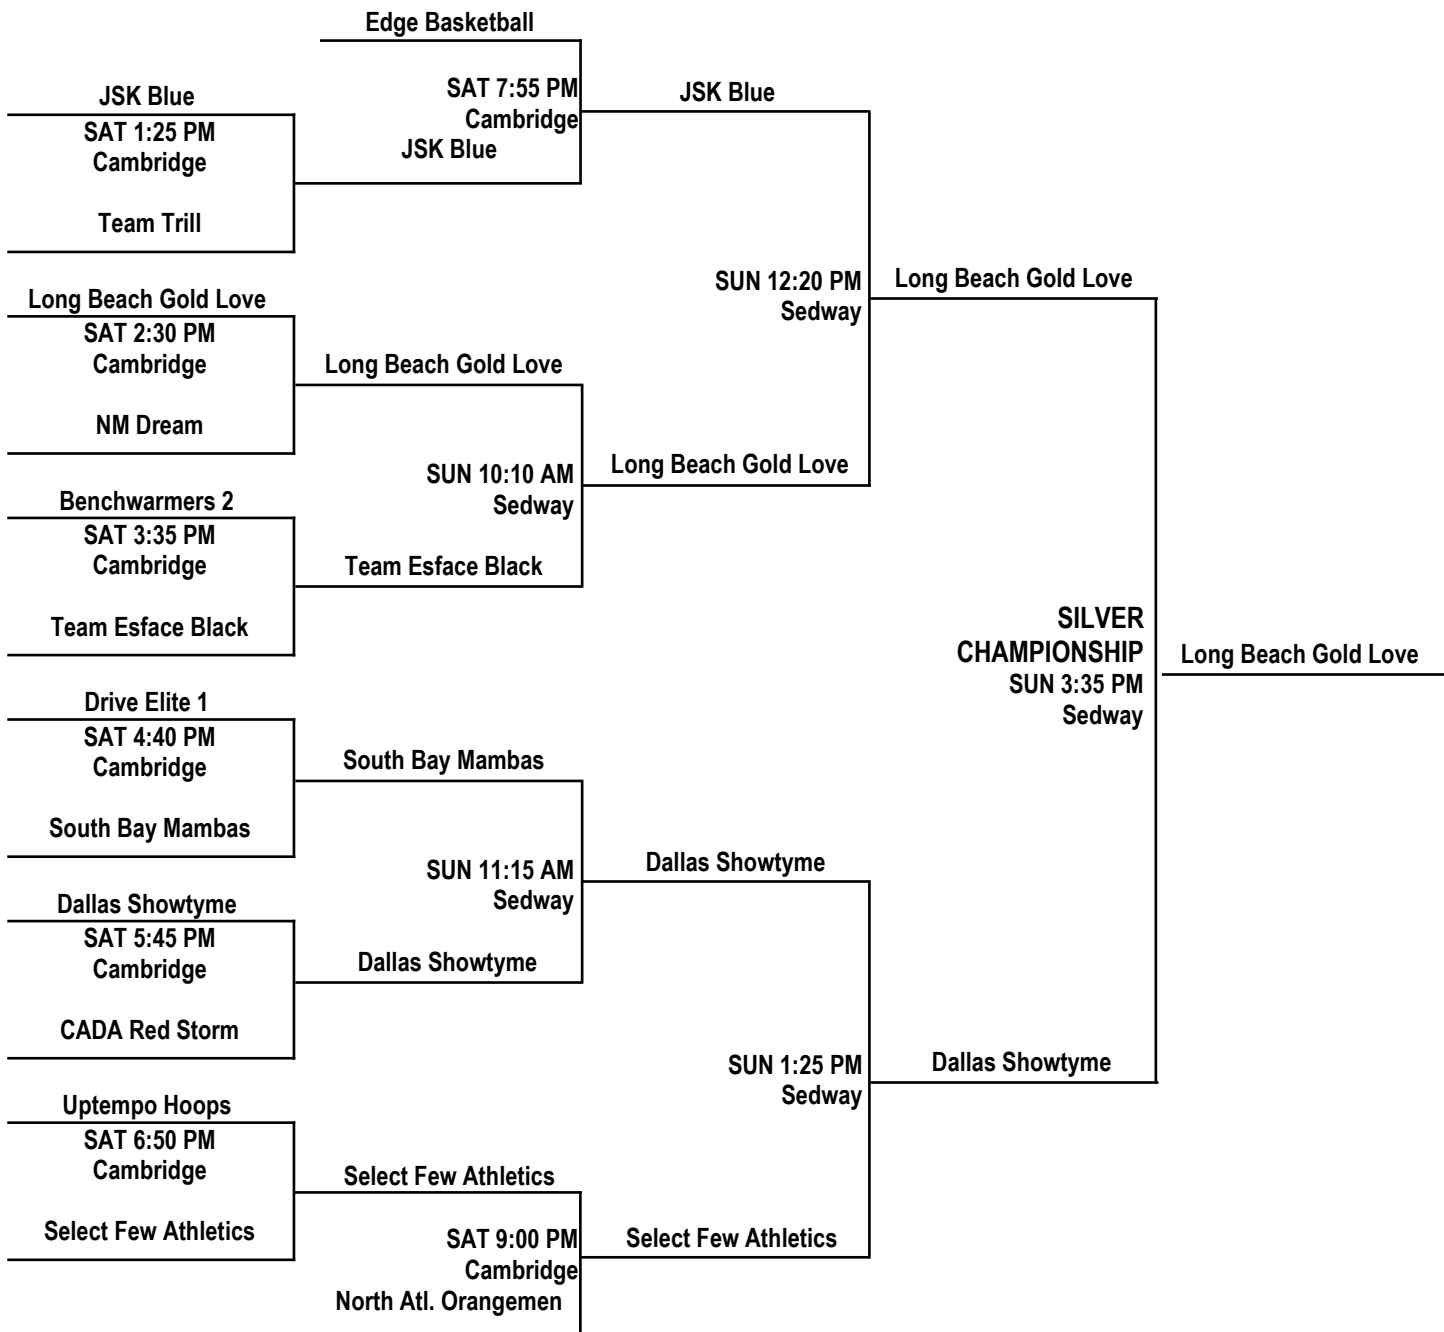 Edge Basketball
SAT 7:55 PM
Cambridge
JSK Blue
JSK Blue
SAT 1:25 PM
Cambridge
JSK Blue
Team Trill
SUN 12:20 PM
Sedway
Long Beach Gold Love
Long Beach Gold Love
SAT 2:30 PM
Cambridge
Long Beach Gold Love
NM Dream
SUN 10:10 AM
Sedway
Long Beach Gold Love
Benchwarmers 2
SAT 3:35 PM
Cambridge
Team Esface Black
Team Esface Black
SILVER
CHAMPIONSHIP
SUN 3:35 PM
Sedway
Long Beach Gold Love
Drive Elite 1
SAT 4:40 PM
Cambridge
South Bay Mambas
South Bay Mambas
SUN 11:15 AM
Sedway
Dallas Showtyme
Dallas Showtyme
SAT 5:45 PM
Cambridge
Dallas Showtyme
CADA Red Storm
SUN 1:25 PM
Sedway
Dallas Showtyme
Uptempo Hoops
SAT 6:50 PM
Cambridge
Select Few Athletics
Select Few Athletics
SAT 9:00 PM
Cambridge
Select Few Athletics
North Atl. Orangemen